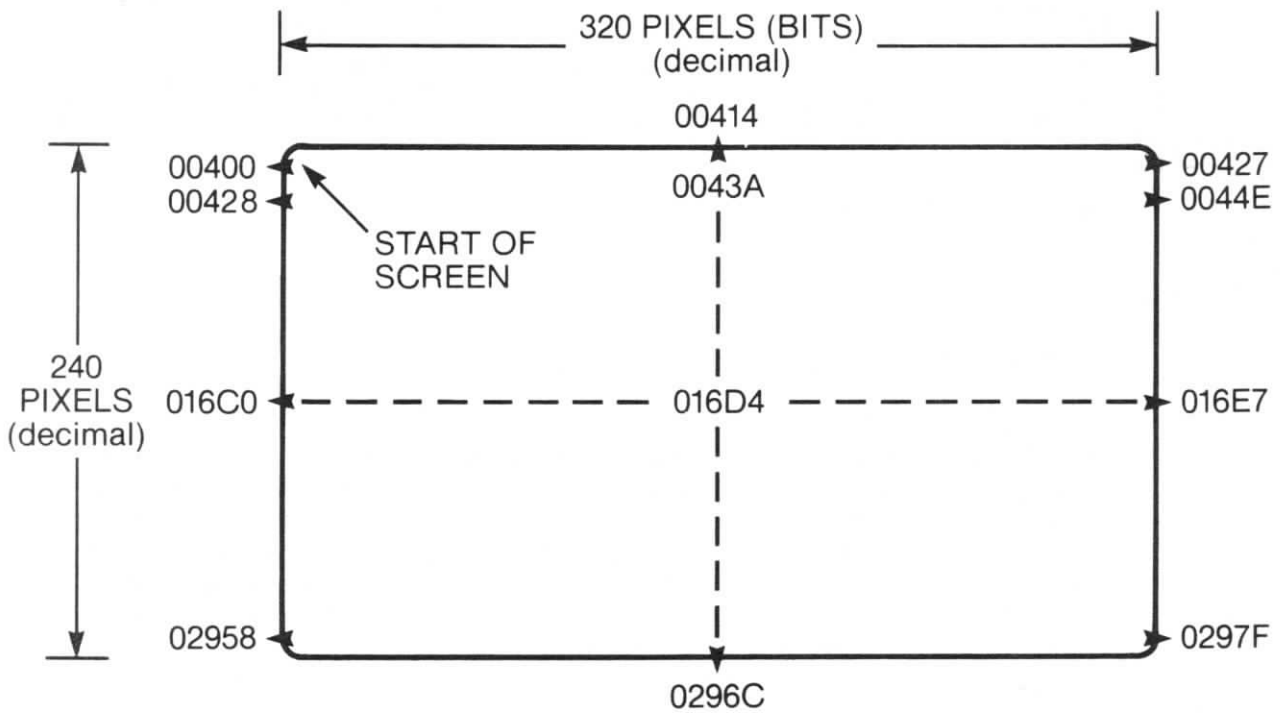 320 PIXELS (BITS)
(decimal)
00414
00400
00427
0043A
00428
0044E
START OF
SCREEN
240
PIXELS
(decimal)
016C0
016D4
016E7
02958
0297F
0296C